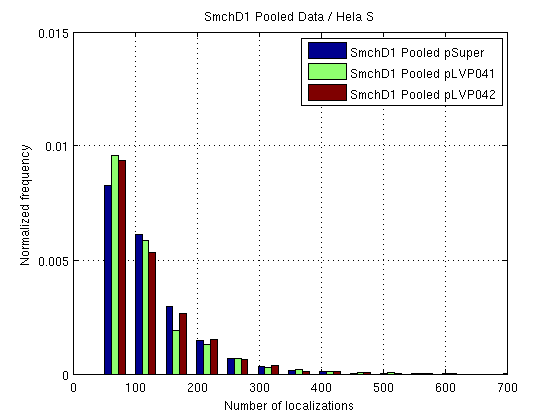 SmchD1 Pooled Data / Hela S
0.015
SmchD1 Pooled pSuper
SmchD1 Pooled pLVP041
SmchD1 Pooled pLVP042
0.01
Normalized frequency
0.005
0
0 100 200 300 400 500 600 700
Number of localizations